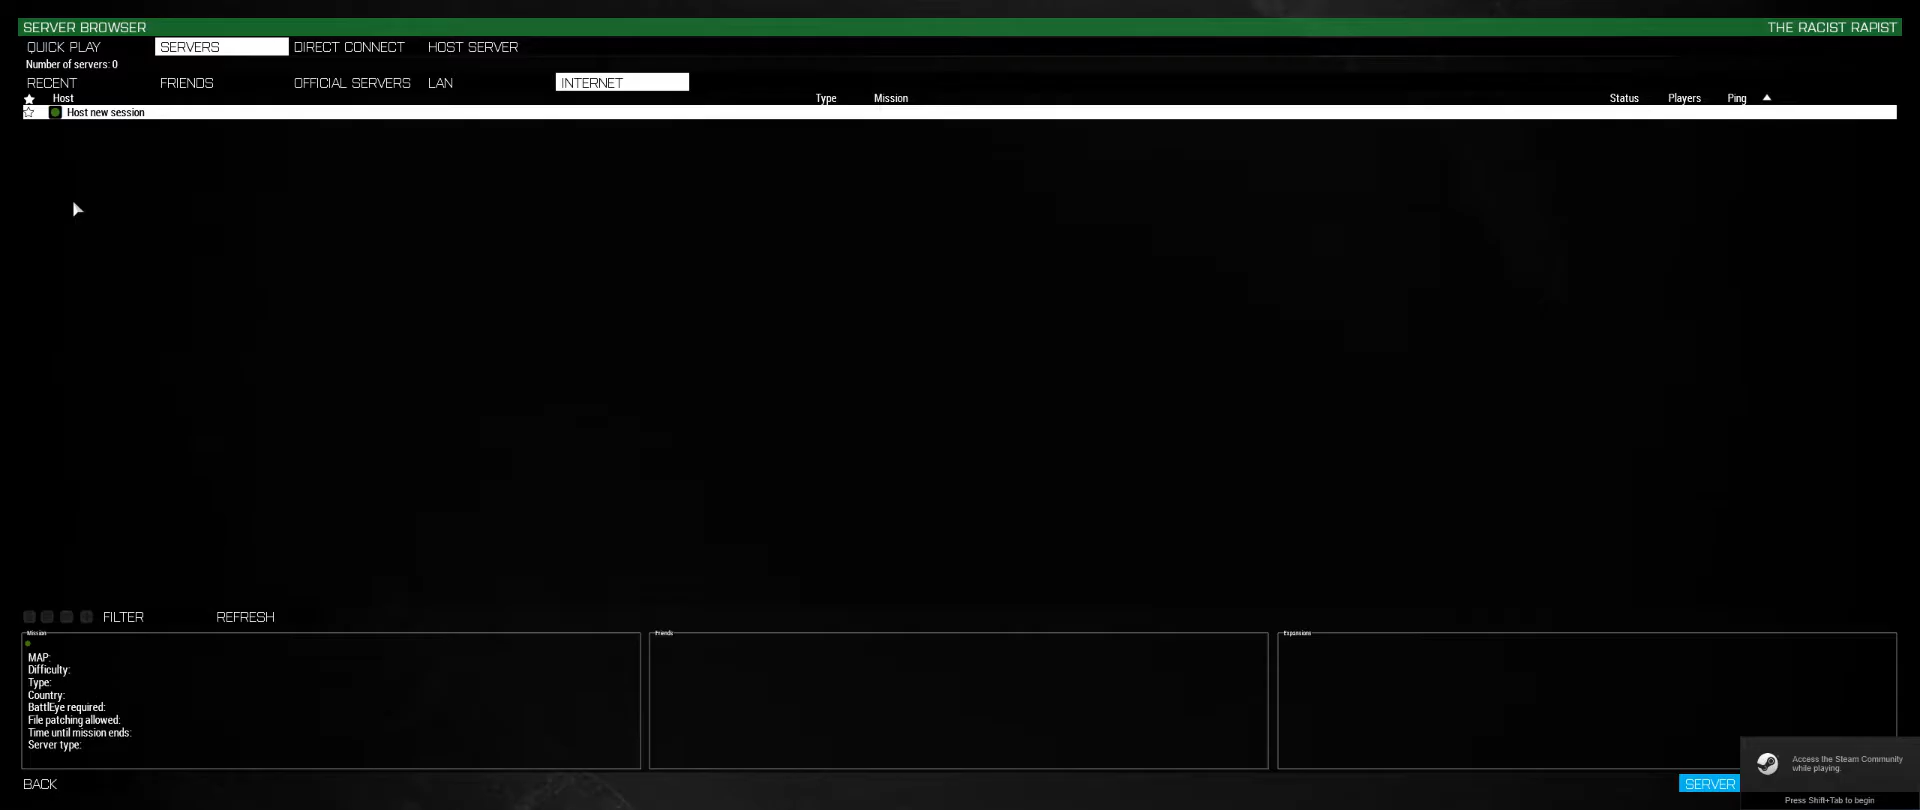 SERVER BROWSER THE RACIST RAPIST
QUICK PLAY SERVERS DIRECT CONNECT HOST SERVER
Number of servers: 0
RECENT FRIENDS OFFICIAL SERVERS LAN INTERNET
Host Type Mission Status Players Ping
Host new session
FILTER REFRESH
Mission Friends Expansions
MAP:
Difficulty:
Type:
Country:
BattlEye required:
File patching allowed:
Time until mission ends:
Server type:
Access the Steam Community
while playing.
Press Shift+Tab to begin
BACK SERVER